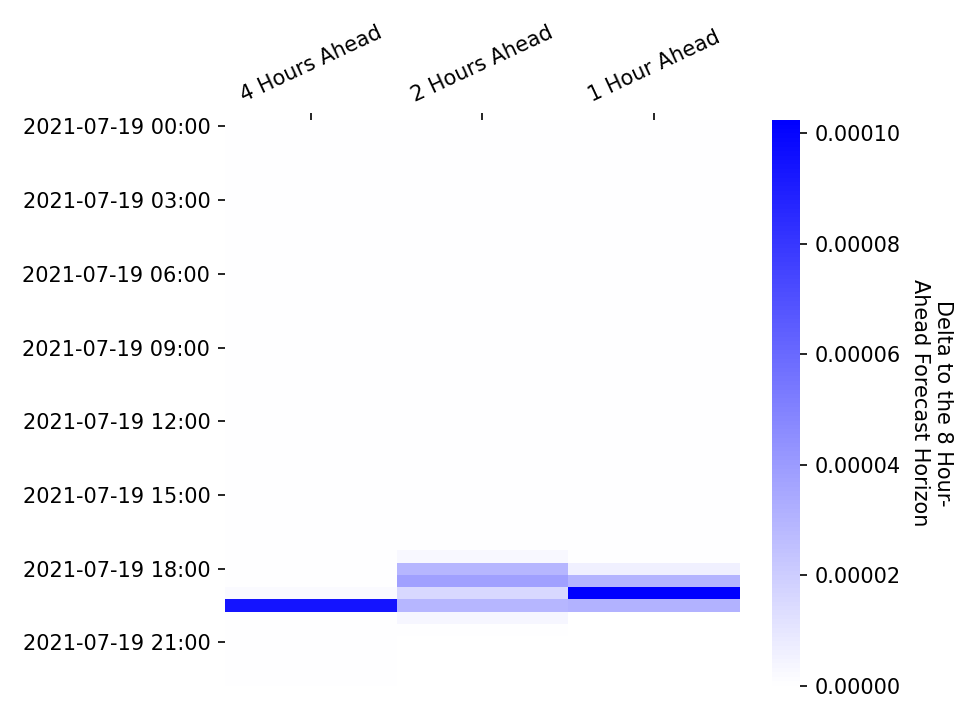 4 Hours Ahead
2 Hours Ahead
1 Hour Ahead
2021-07-19 00:00
2021-07-19 03:00
2021-07-19 06:00
2021-07-19 09:00
2021-07-19 12:00
2021-07-19 15:00
2021-07-19 18:00
2021-07-19 21:00
0.00010
0.00008
0.00006
0.00004
0.00002
0.00000
Delta to the 8 Hour-
Ahead Forecast Horizon